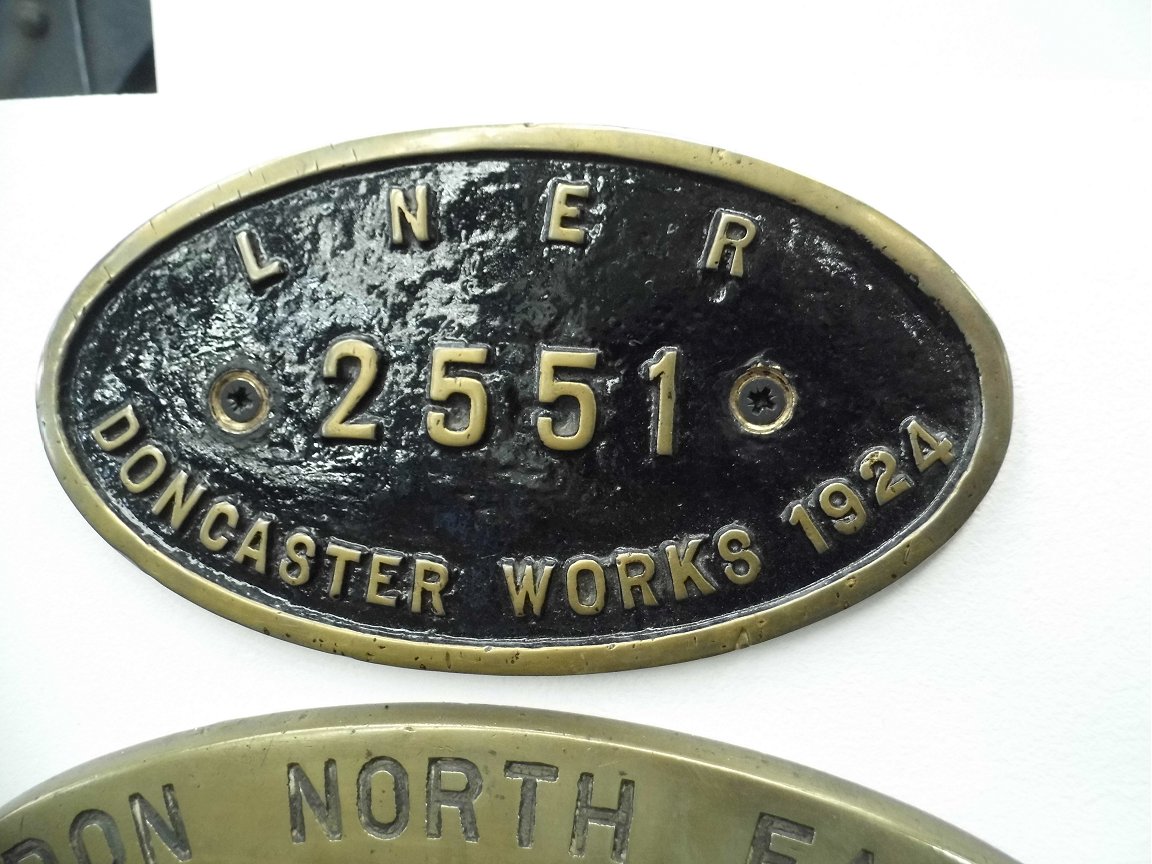 L N E R
2551
DONCASTER WORKS 1924
NORTH